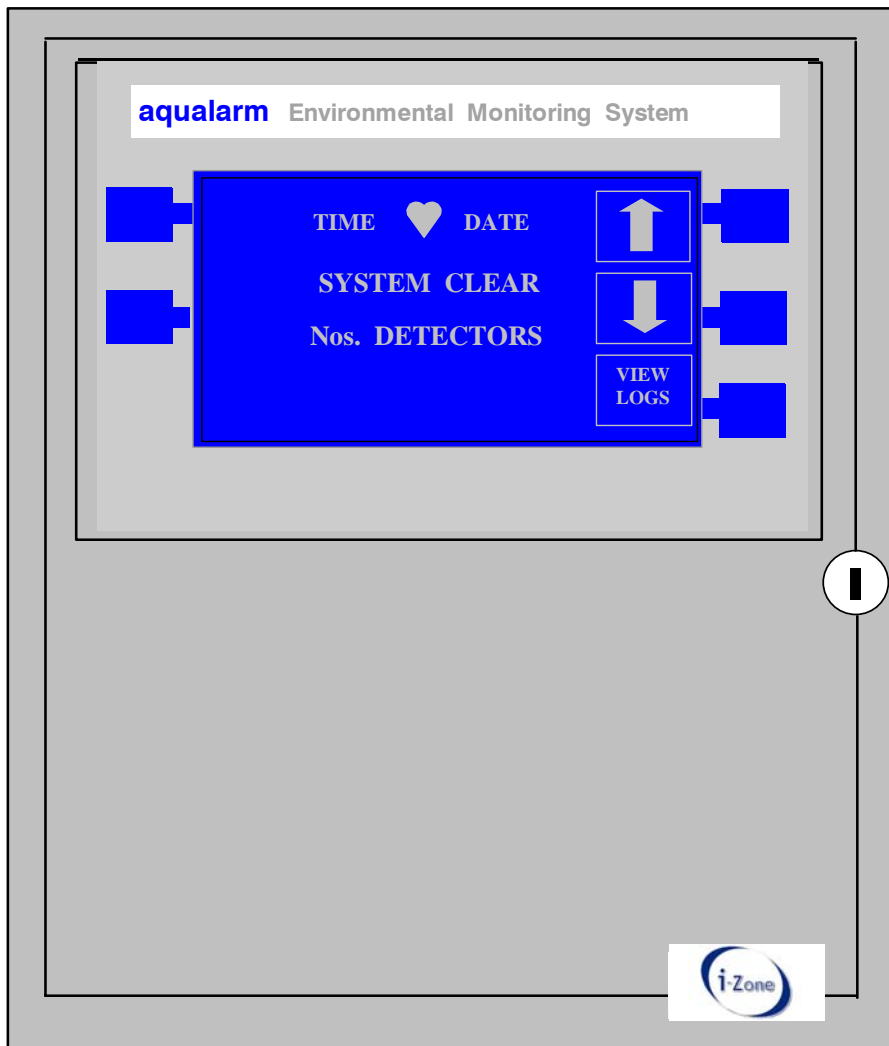 aqualarm Environmental Monitoring System
TIME DATE
SYSTEM CLEAR
Nos. DETECTORS
VIEW
LOGS
i-Zone